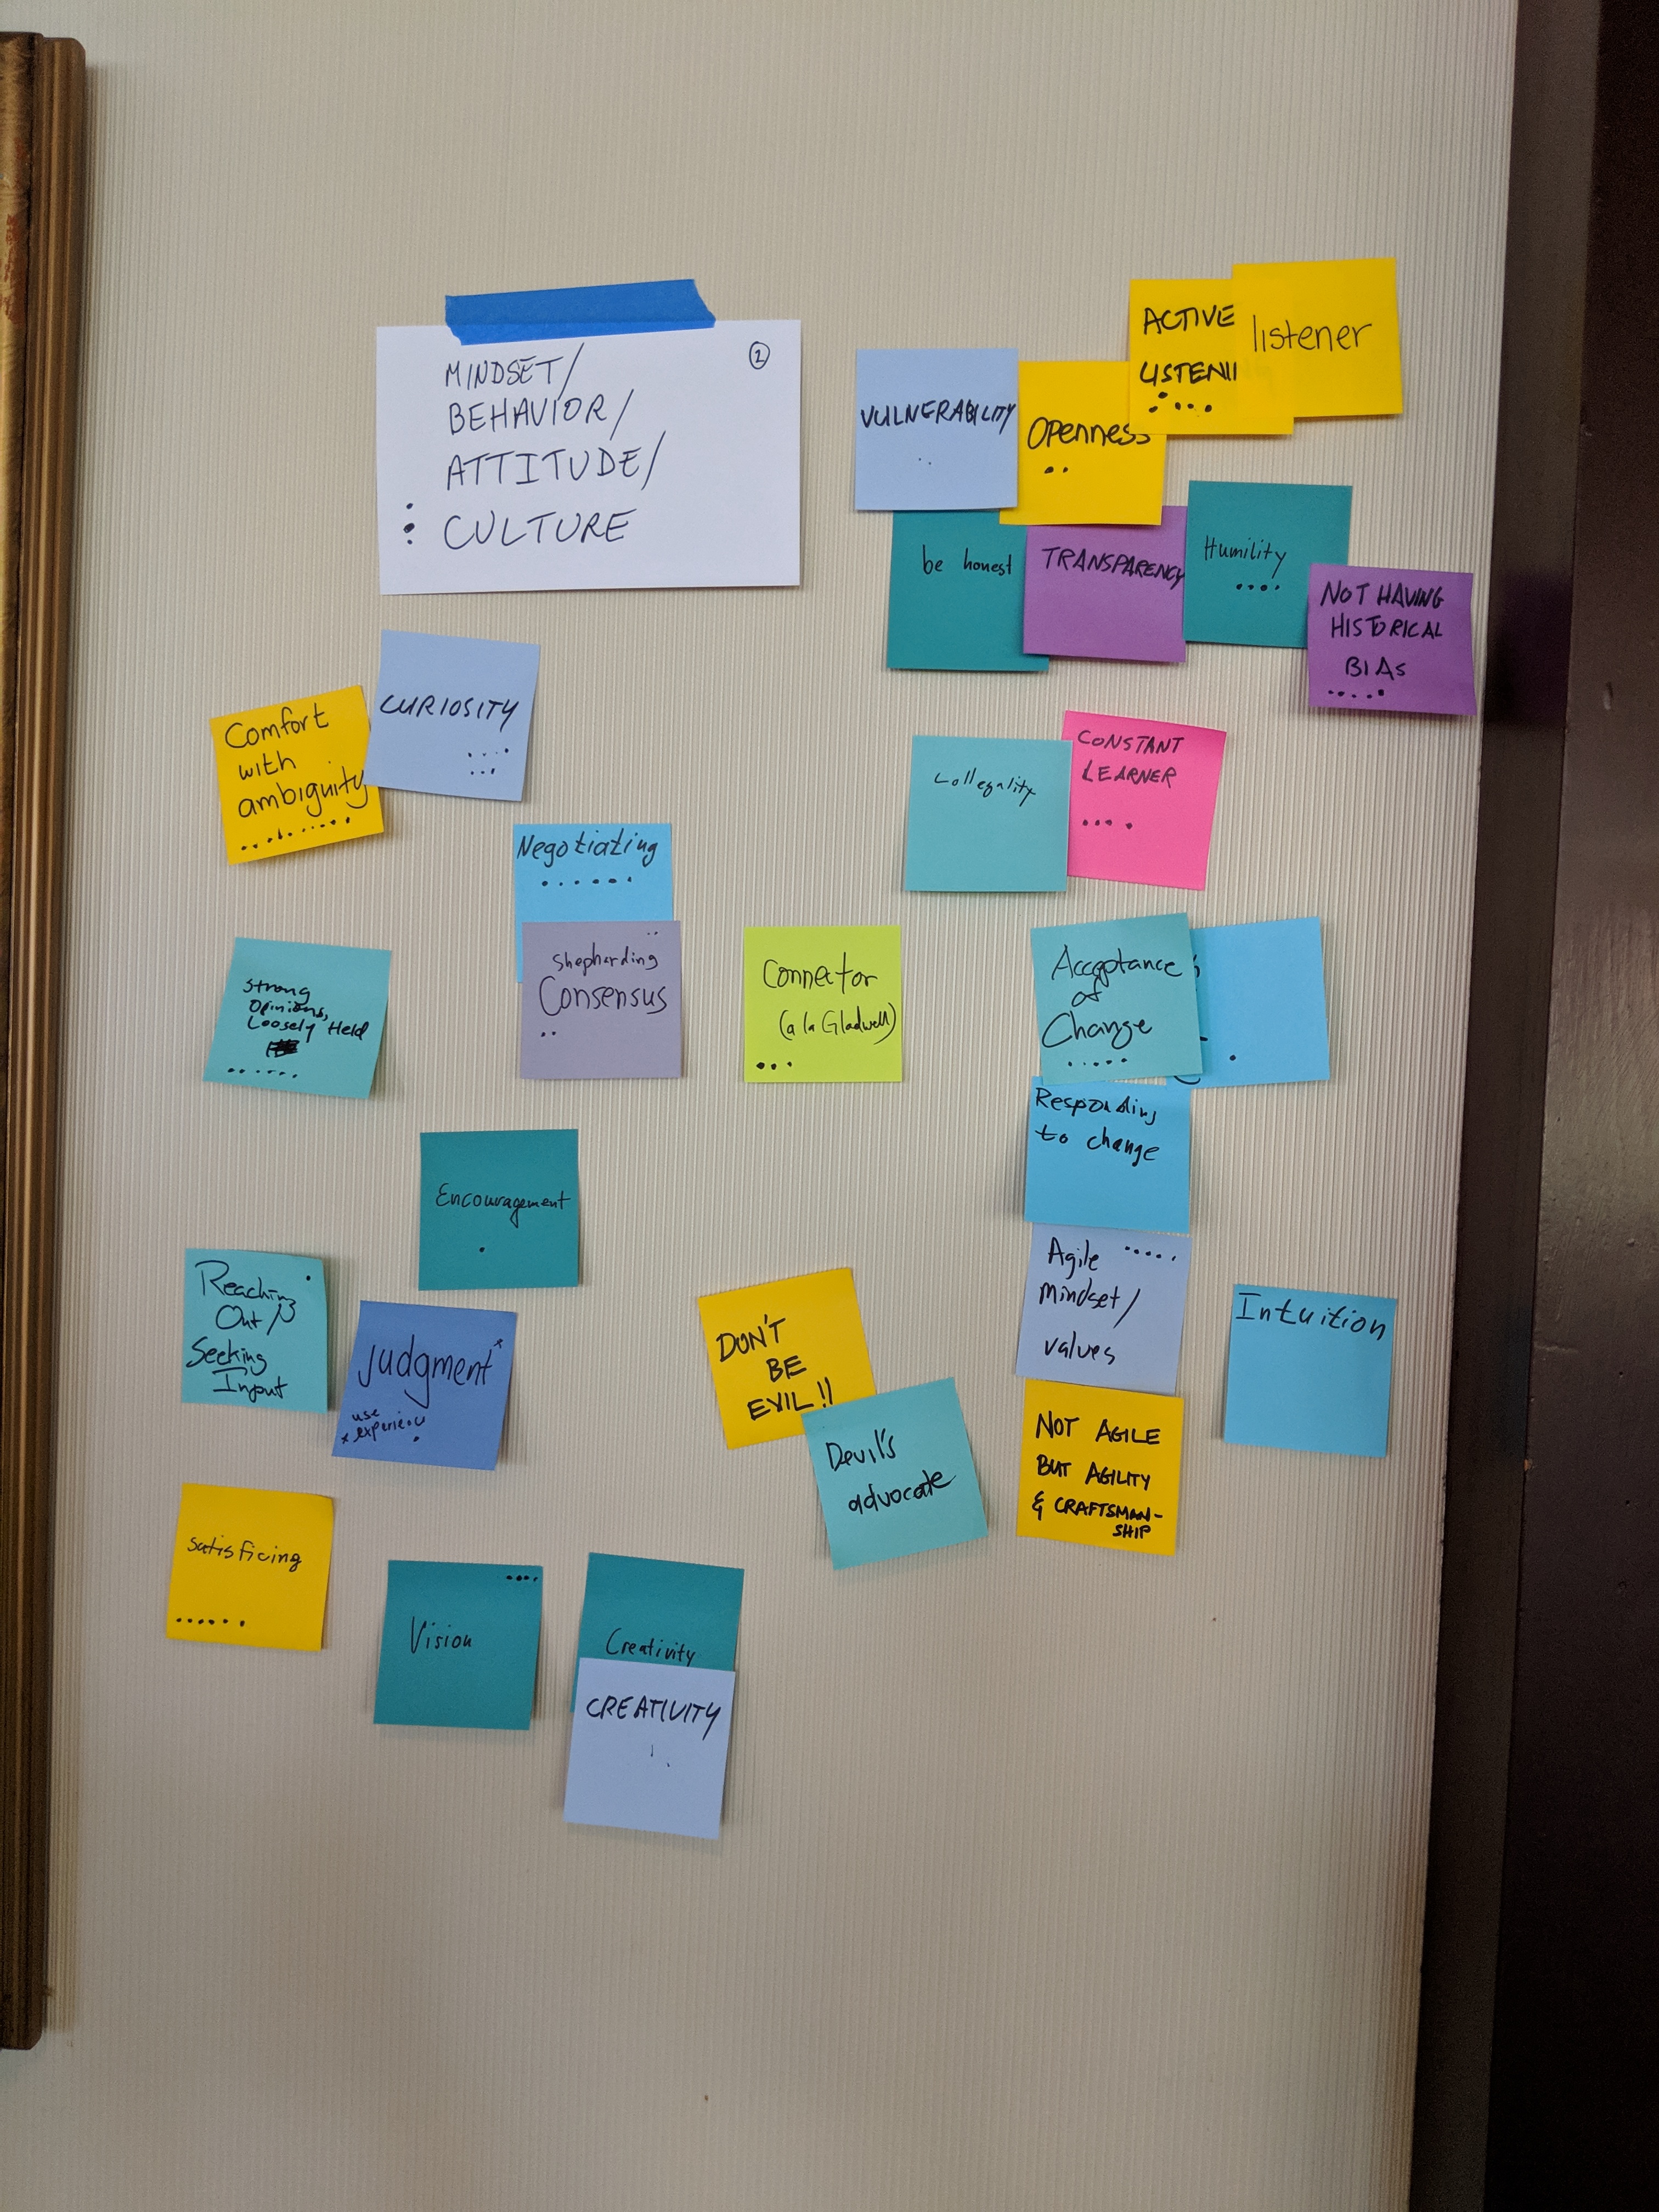 2
MINDSET/
BEHAVIOR/
ATTITUDE/
: CULTURE
VULNERABILITY
Openness
ACTIVE
LISTENI
listener
be honest
TRANSPARENCY
Humility
NOT HAVING
HISTORICAL
BIAS
Comfort
with
ambiguity
CURIOSITY
Collegality
CONSTANT
LEARNER
Negotiating
Shepharding
Consensus
Strong
Opinions,
Loosely Held
Connector
(a la Gladwell)
Acceptance
of
Change
Responding
to change
Encouragement
Agile
mindset/
values
Reaching
Out/
Seeking
Input
Judgment*
use
*experience
DON'T
BE
EVIL!!
Devil's
advocate
NOT AGILE
BUT AGILITY
& CRAFTSMAN-
SHIP
Intuition
Satisficing
Vision
Creativity
CREATIVITY